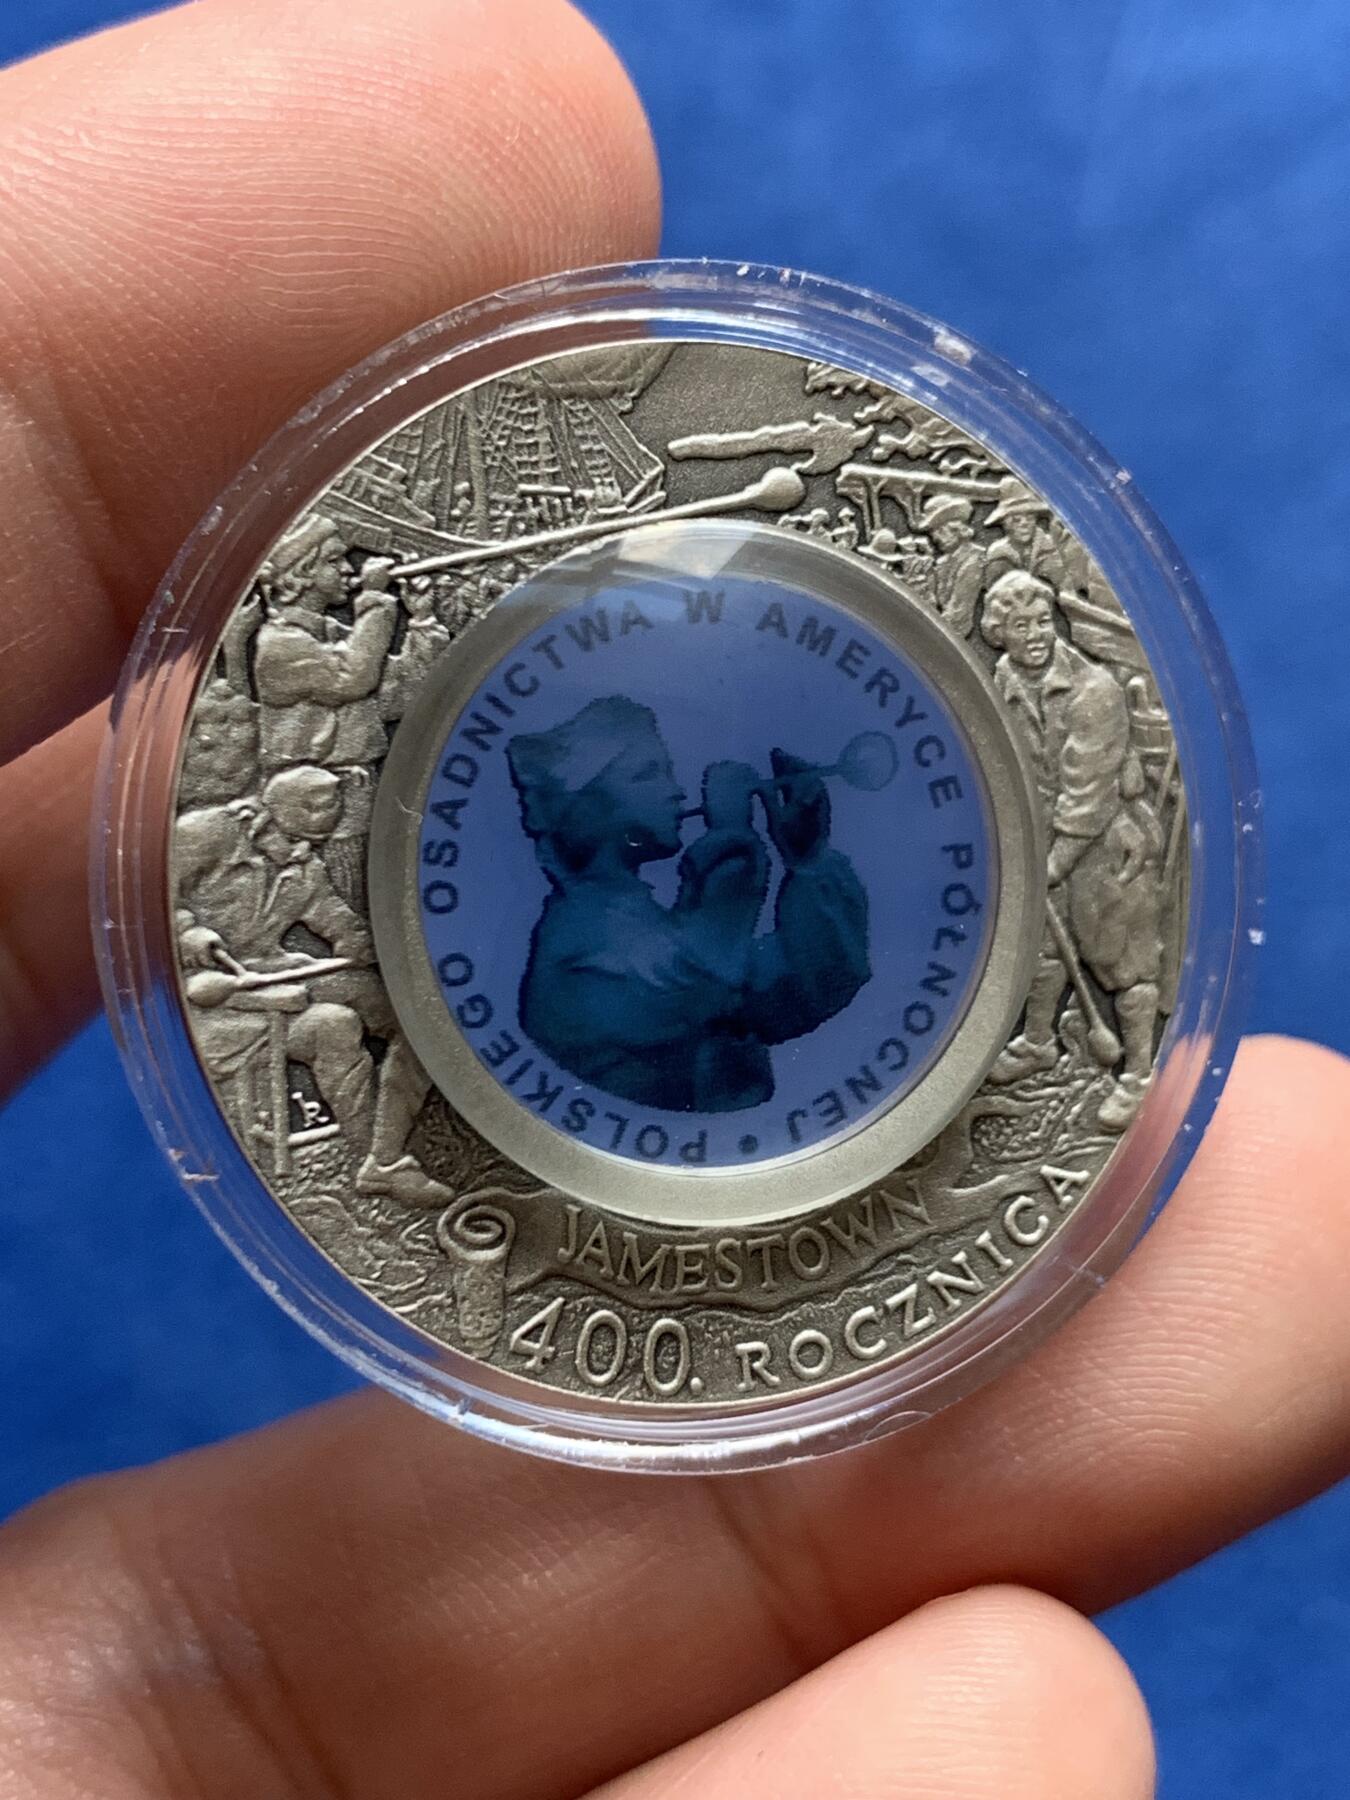 POLSKIEGO OSADNICTWA W AMERYCE PÓŁNOCNEJ •
JAMESTOWN
400. ROCZNICA